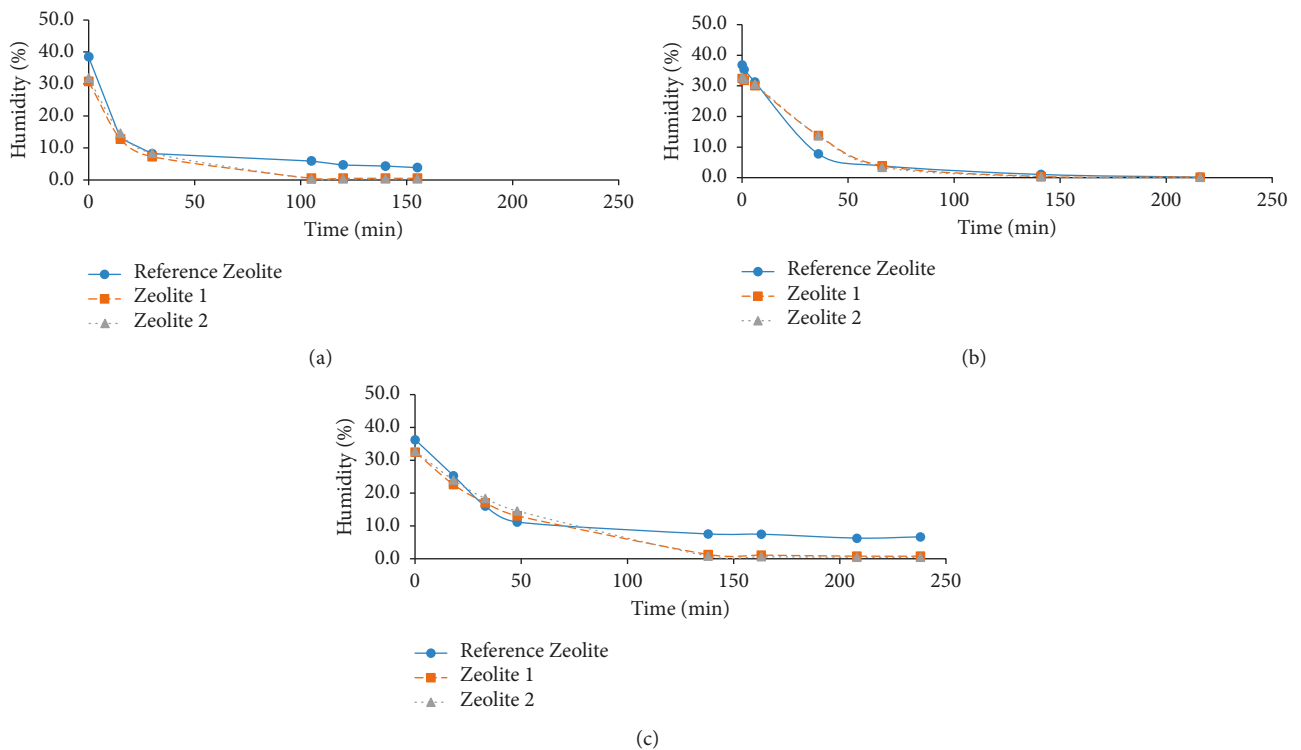 50.0
40.0
30.0
20.0
10.0
0.0
Humidity (%)
0 50 100 150 200 250
Time (min)
Reference Zeolite
Zeolite 1
Zeolite 2
(a)
50.0
40.0
30.0
20.0
10.0
0.0
Humidity (%)
0 50 100 150 200 250
Time (min)
Reference Zeolite
Zeolite 1
Zeolite 2
(b)
50.0
40.0
30.0
20.0
10.0
0.0
Humidity (%)
0 50 100 150 200 250
Time (min)
Reference Zeolite
Zeolite 1
Zeolite 2
(c)